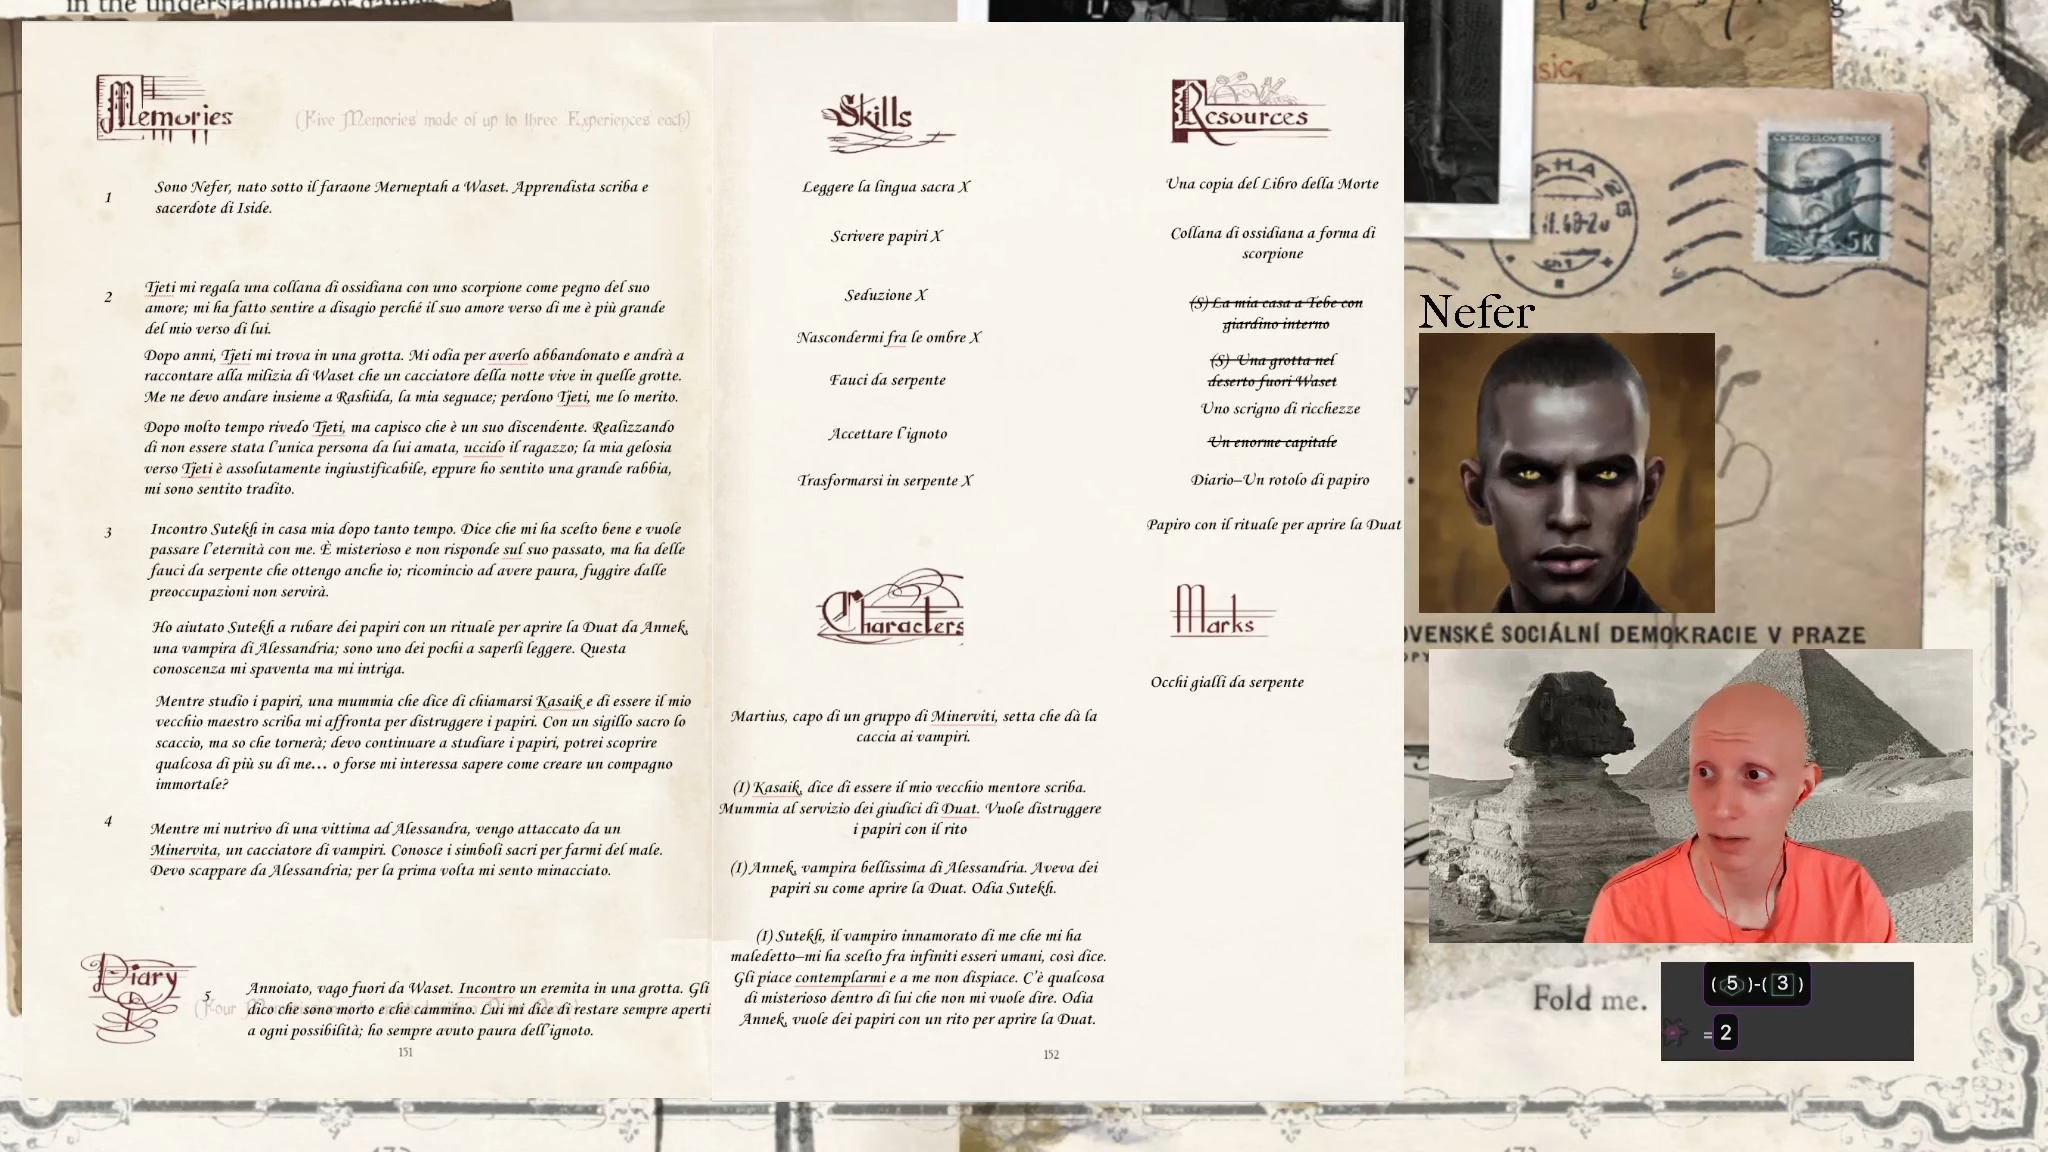 in the understanding of games
Memories
(Five Memories made of up to three Experiences each)
1
Sono Nefer, nato sotto il faraone Merneptah a Waset. Apprendista scriba e
sacerdote di Iside.
2
Tjeti mi regala una collana di ossidiana con uno scorpione come pegno del suo
amore; mi ha fatto sentire a disagio perché il suo amore verso di me è più grande
del mio verso di lui.
Dopo anni, Tjeti mi trova in una grotta. Mi odia per averlo abbandonato e andrà a
raccontare alla milizia di Waset che un cacciatore della notte vive in quelle grotte.
Me ne devo andare insieme a Rashida, la mia seguace; perdono Tjeti, me lo merito.
Dopo molto tempo rivedo Tjeti, ma capisco che è un suo discendente. Realizzando
di non essere stata l'unica persona da lui amata, uccido il ragazzo; la mia gelosia
verso Tjeti è assolutamente ingiustificabile, eppure ho sentito una grande rabbia,
mi sono sentito tradito.
3
Incontro Sutekh in casa mia dopo tanto tempo. Dice che mi ha scelto bene e vuole
passare l'eternità con me. È misterioso e non risponde sul suo passato, ma ha delle
fauci da serpente che ottengo anche io; ricomincio ad avere paura, fuggire dalle
preoccupazioni non servirà.
Ho aiutato Sutekh a rubare dei papiri con un rituale per aprire la Duat da Annek,
una vampira di Alessandria; sono uno dei pochi a saperli leggere. Questa
conoscenza mi spaventa ma mi intriga.
Mentre studio i papiri, una mummia che dice di chiamarsi Kasaik e di essere il mio
vecchio maestro scriba mi affronta per distruggere i papiri. Con un sigillo sacro lo
scaccio, ma so che tornerà; devo continuare a studiare i papiri, potrei scoprire
qualcosa di più su di me... o forse mi interessa sapere come creare un compagno
immortale?
4
Mentre mi nutrivo di una vittima ad Alessandra, vengo attaccato da un
Minervita, un cacciatore di vampiri. Conosce i simboli sacri per farmi del male.
Devo scappare da Alessandria; per la prima volta mi sento minacciato.
Diary
5
Annoiato, vago fuori da Waset. Incontro un eremita in una grotta. Gli
dico che sono morto e che cammino. Lui mi dice di restare sempre aperti
a ogni possibilità; ho sempre avuto paura dell'ignoto.
151
Skills
Leggere la lingua sacra X
Scrivere papiri X
Seduzione X
Nascondermi fra le ombre X
Fauci da serpente
Accettare l'ignoto
Trasformarsi in serpente X
Resources
Una copia del Libro della Morte
Collana di ossidiana a forma di
scorpione
(S) La mia casa a Tebe con
giardino interno
(S) Una grotta nel
deserto fuori Waset
Uno scrigno di ricchezze
Un enorme capitale
Diario–Un rotolo di papiro
Papiro con il rituale per aprire la Duat
Characters
Martius, capo di un gruppo di Minerviti, setta che dà la
caccia ai vampiri.
(I) Kasaik, dice di essere il mio vecchio mentore scriba.
Mummia al servizio dei giudici di Duat. Vuole distruggere
i papiri con il rito
(I) Annek, vampira bellissima di Alessandria. Aveva dei
papiri su come aprire la Duat. Odia Sutekh.
(I) Sutekh, il vampiro innamorato di me che mi ha
maledetto–mi ha scelto fra infiniti esseri umani, così dice.
Gli piace contemplarmi e a me non dispiace. C'è qualcosa
di misterioso dentro di lui che non mi vuole dire. Odia
Annek, vuole dei papiri con un rito per aprire la Duat.
152
Marks
Occhi gialli da serpente
sic,
ČESKOSLOVENSKO
5K
Nefer
OVENSKÉ SOCIÁLNÍ DEMOKRACIE V PRAZE
Fold me.
(5)-(3)
=2